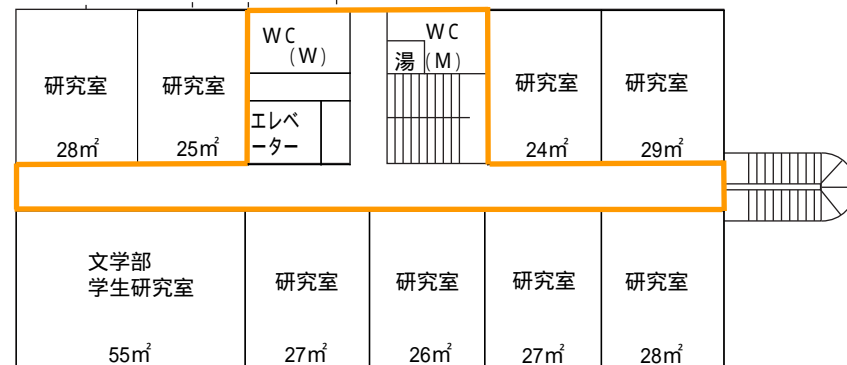 研究室
28㎡
研究室
25㎡
WC
(W)
エレベ
ーター
WC
湯(M)
研究室
24㎡
研究室
29㎡
文学部
学生研究室
55㎡
研究室
27㎡
研究室
26㎡
研究室
27㎡
研究室
28㎡